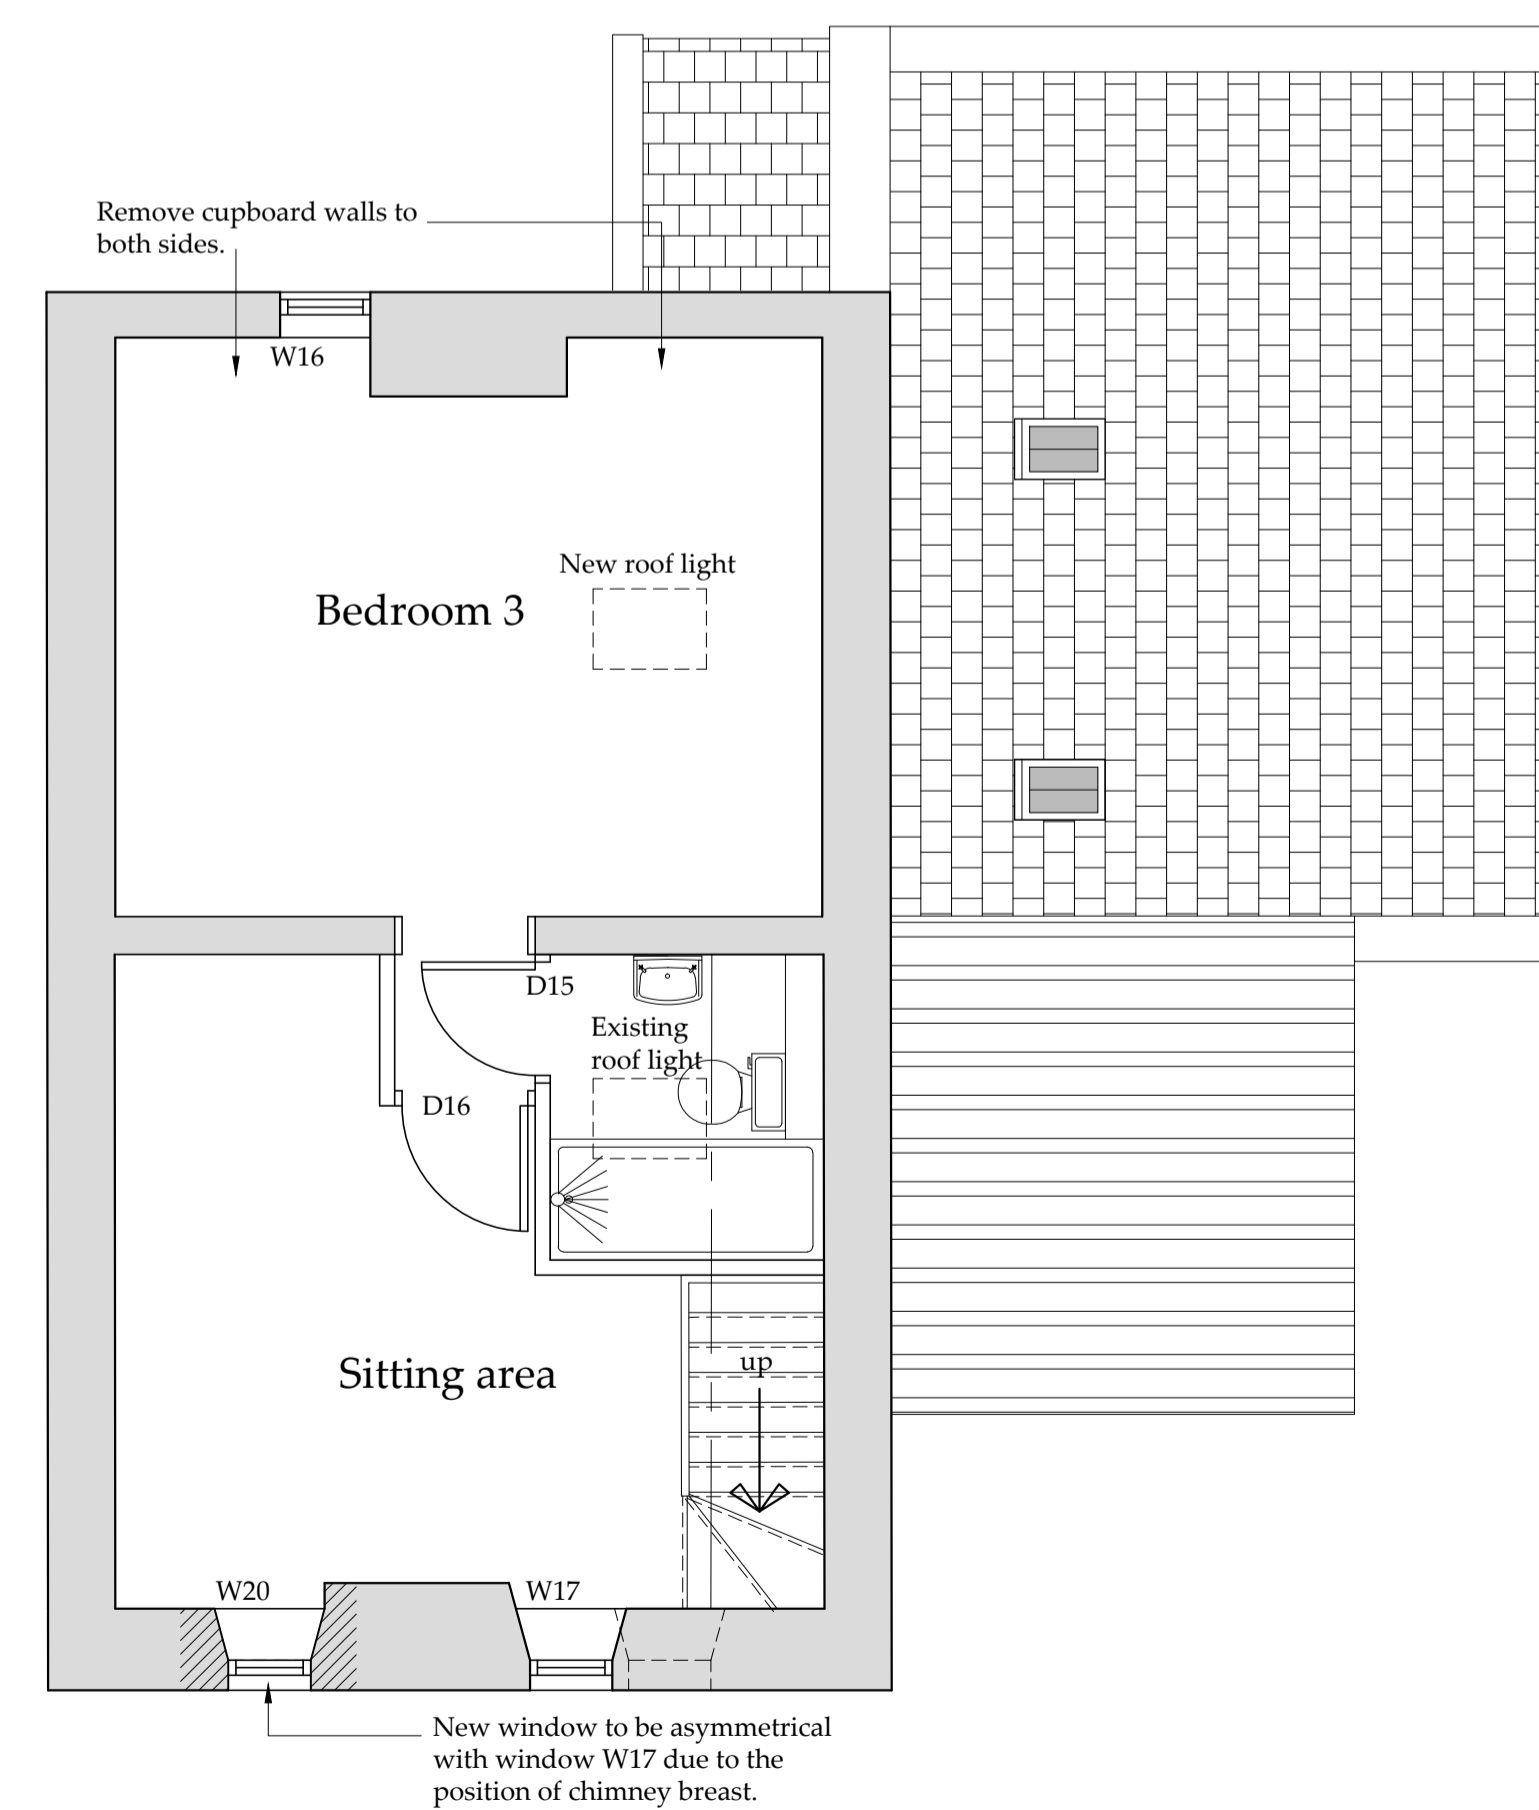 Remove cupboard walls to
both sides.
W16
New roof light
Bedroom 3
D15
Existing
roof light
D16
up
Sitting area
W20
W17
New window to be asymmetrical
with window W17 due to the
position of chimney breast.